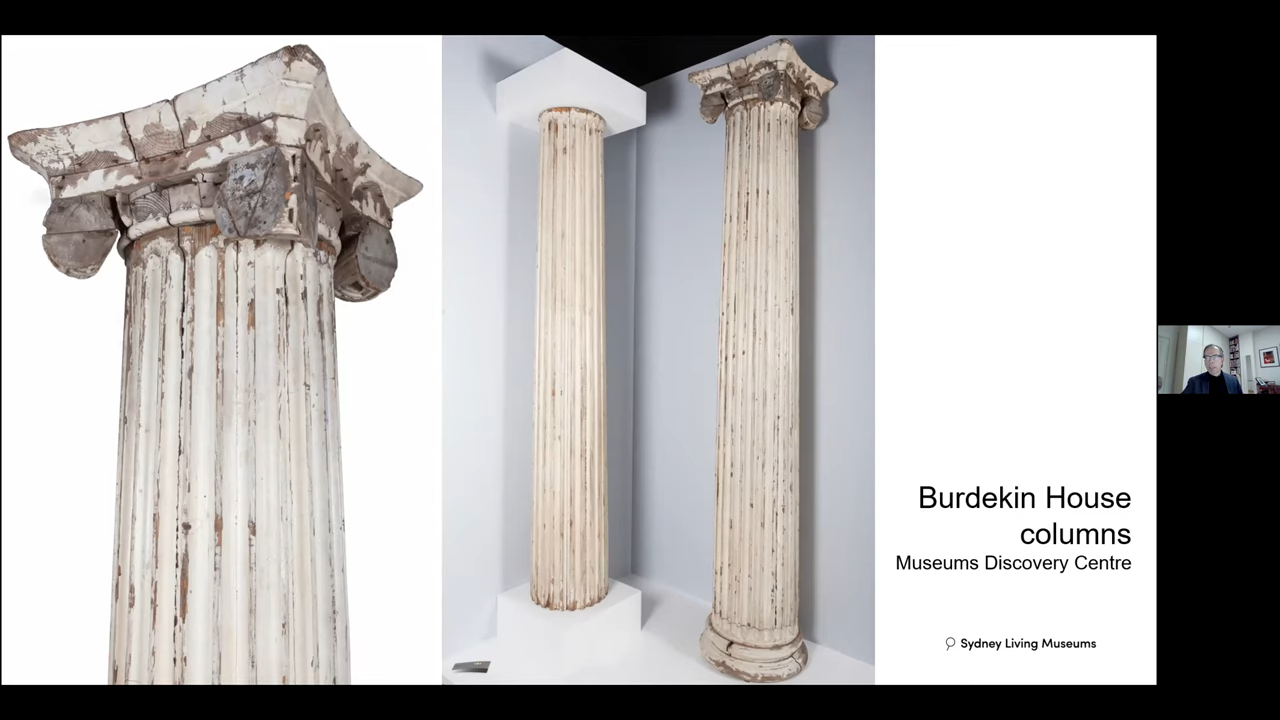 Burdekin House
columns
Museums Discovery Centre
Sydney Living Museums